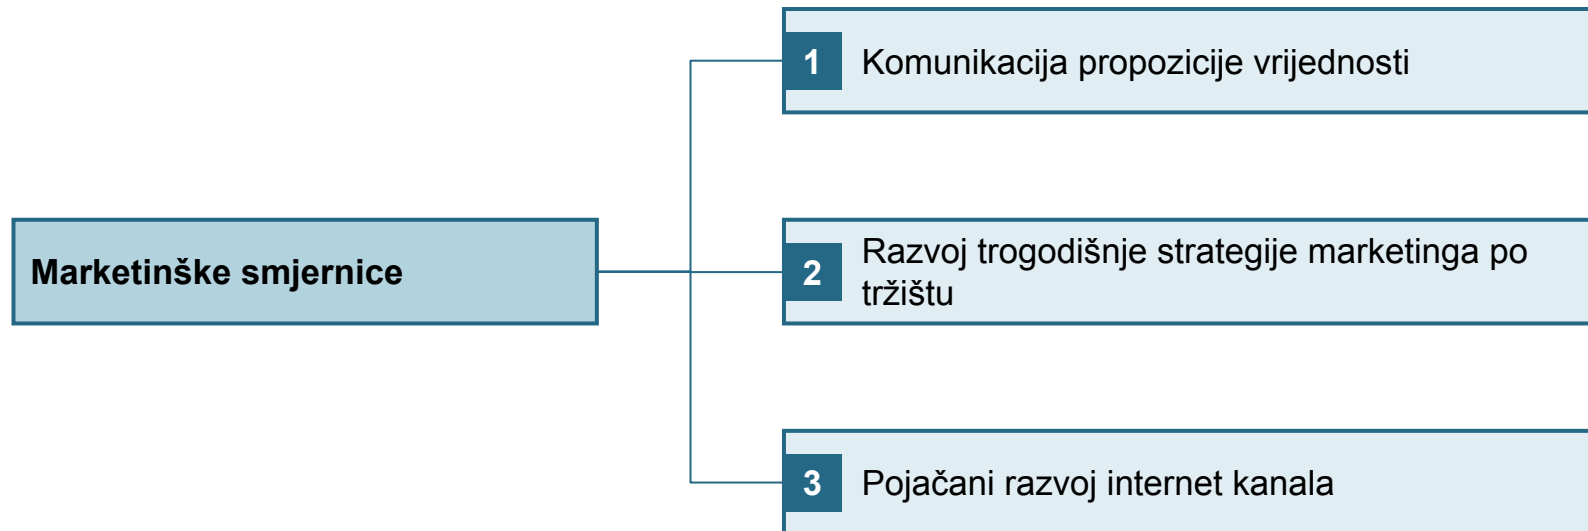 Marketinške smjernice
1 Komunikacija propozicije vrijednosti
2 Razvoj trogodišnje strategije marketinga po
tržištu
3 Pojačani razvoj internet kanala